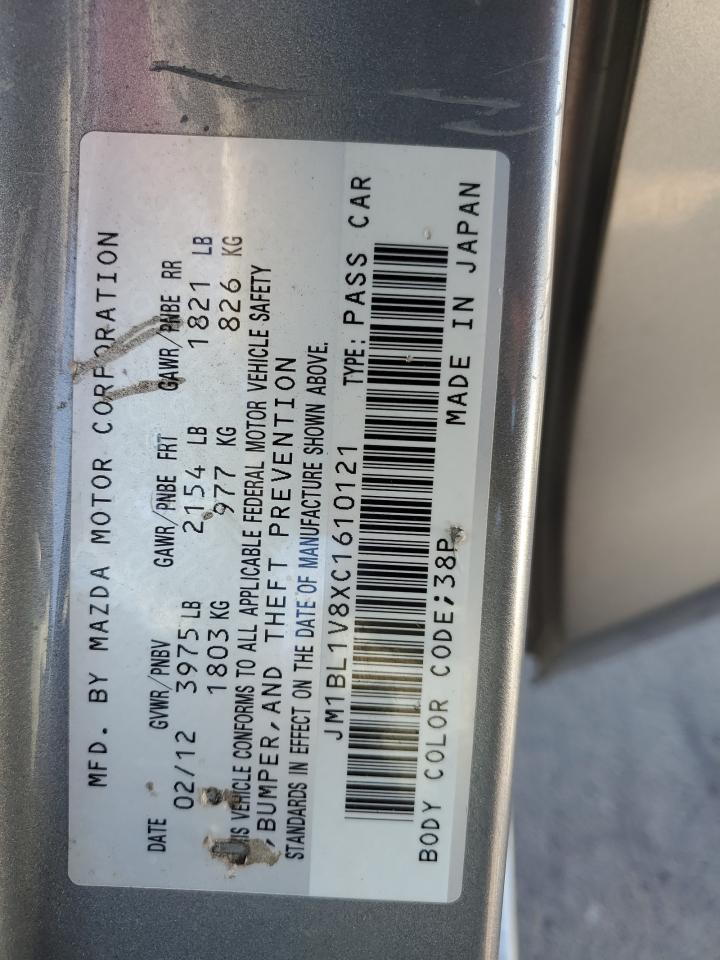 MFD. BY MAZDA MOTOR CORPORATION
DATE GVWR/PNBV GAWR/PNBE FRT GAWR/PNBE RR
02/12 3975 LB 2154 LB 1821 LB
1803 KG 977 KG 826 KG
IS VEHICLE CONFORMS TO ALL APPLICABLE FEDERAL MOTOR VEHICLE SAFETY
,BUMPER, AND THEFT PREVENTION
STANDARDS IN EFFECT ON THE DATE OF MANUFACTURE SHOWN ABOVE.
JM1BL1V8XC1610121 TYPE: PASS CAR
BODY COLOR CODE;38P MADE IN JAPAN